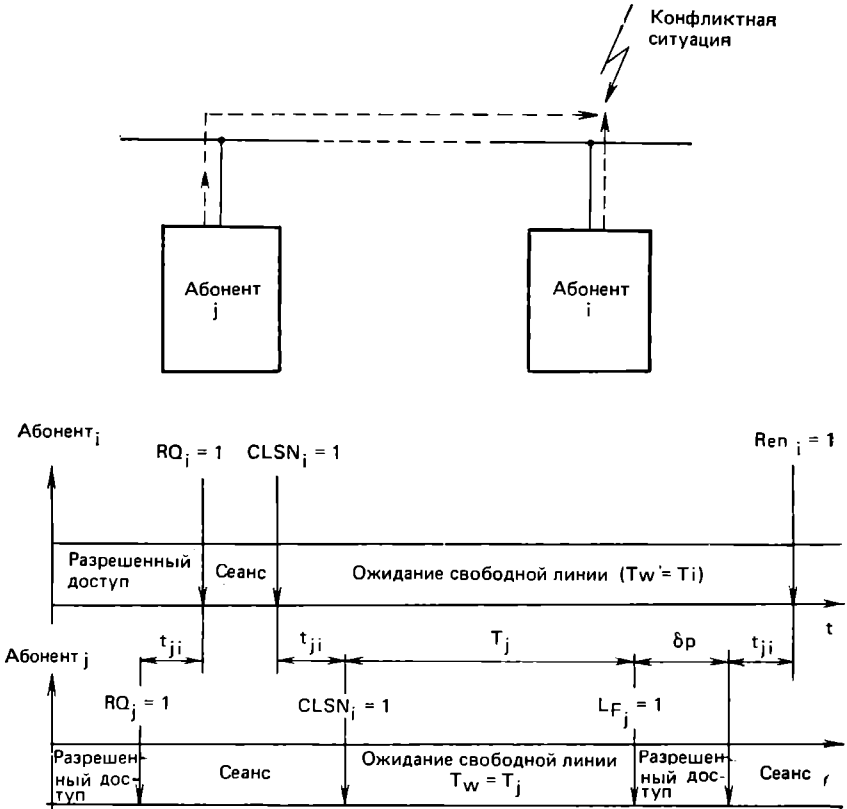 Конфликтная
ситуация
Абонент
j
Абонент
i
Абонент i
RQ i = 1 CLSN i = 1 Ren i = 1
Разрешенный
доступ
Сеанс
Ожидание свободной линии (Tw = Ti)
t
t ji t ji T j δp t ji
Абонент j
RQ j = 1 CLSN i = 1 L F j = 1
Разрешен-
ный дос-
туп
Сеанс
Ожидание свободной линии
T w = T j
Разрешен-
ный дос-
туп
Сеанс